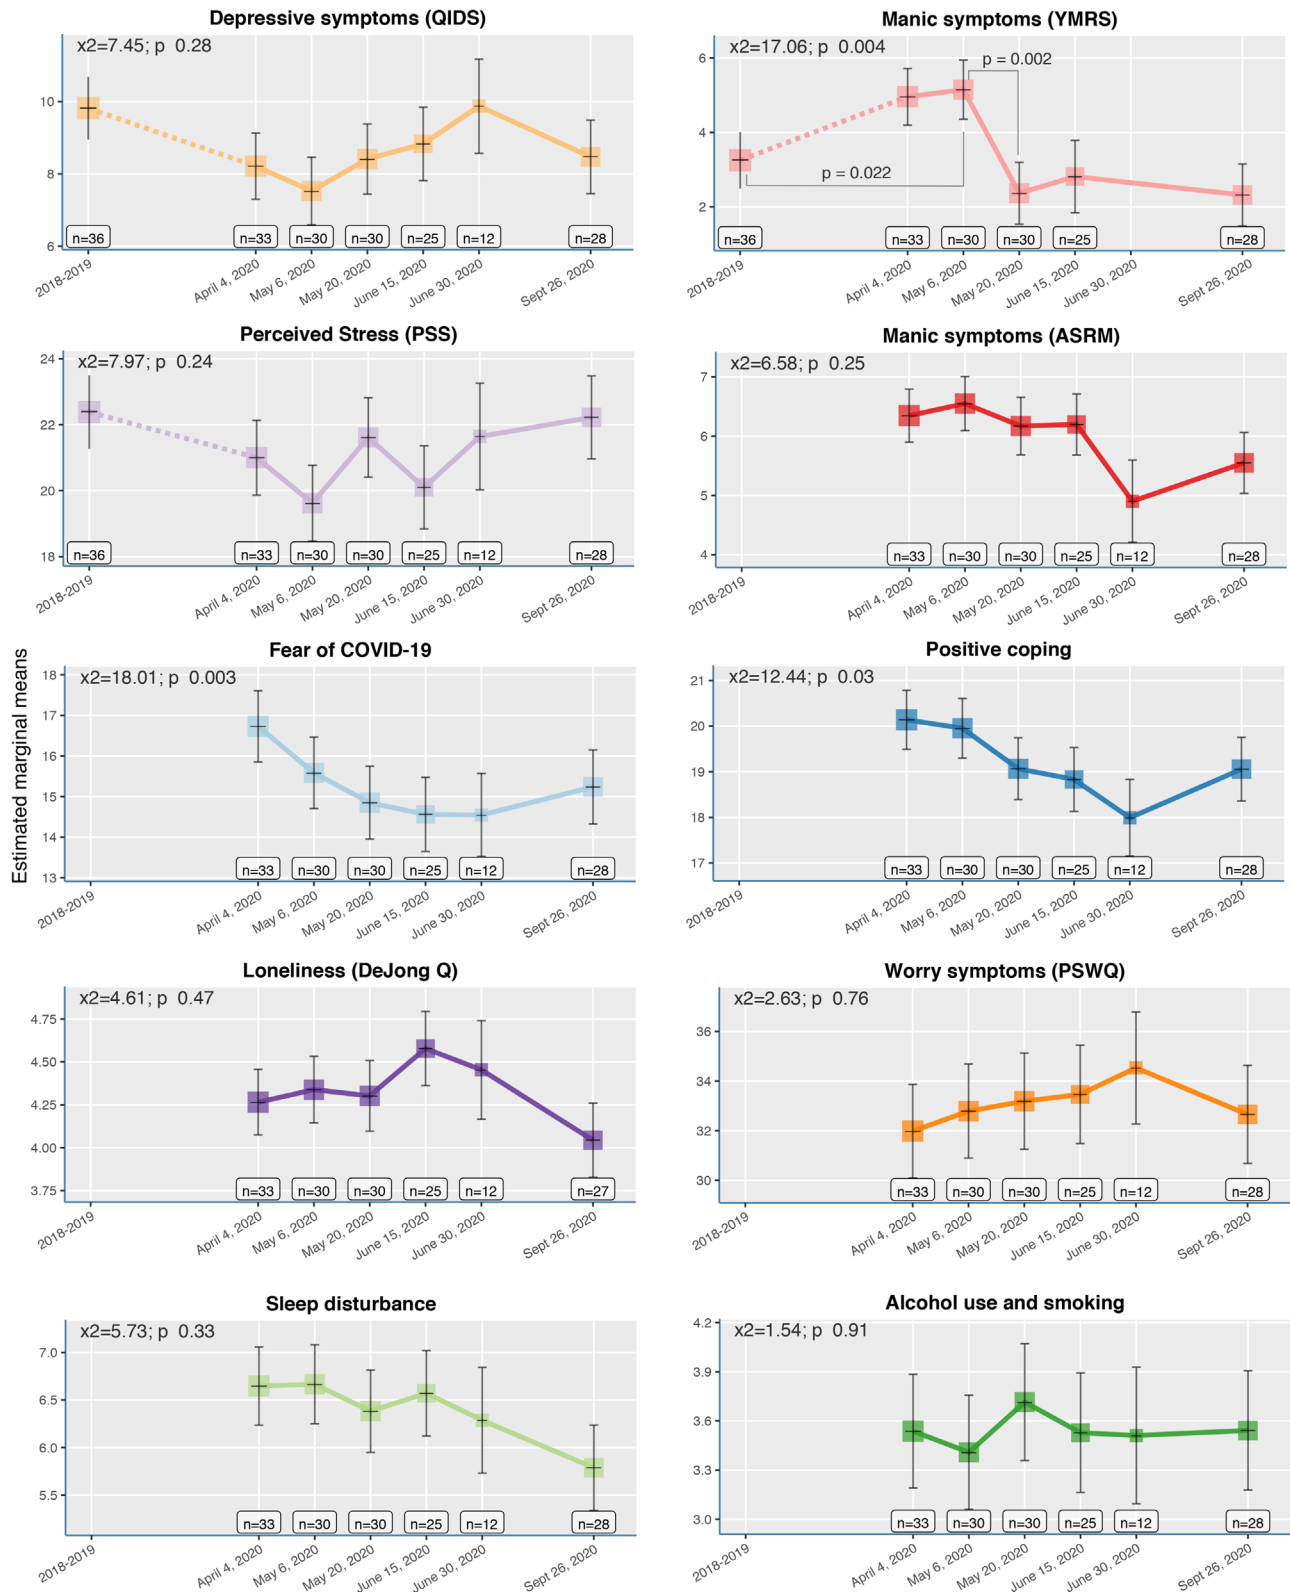 Depressive symptoms (QIDS)
x2=7.45; p 0.28
10
8
6
n=36
n=33
n=30
n=30
n=25
n=12
n=28
2018-2019
April 4, 2020
May 6, 2020
May 20, 2020
June 15, 2020
June 30, 2020
Sept 26, 2020
Manic symptoms (YMRS)
x2=17.06; p 0.004
p = 0.002
p = 0.022
6
4
2
n=36
n=33
n=30
n=30
n=25
n=28
2018-2019
April 4, 2020
May 6, 2020
May 20, 2020
June 15, 2020
June 30, 2020
Sept 26, 2020
Perceived Stress (PSS)
x2=7.97; p 0.24
24
22
20
18
n=36
n=33
n=30
n=30
n=25
n=12
n=28
2018-2019
April 4, 2020
May 6, 2020
May 20, 2020
June 15, 2020
June 30, 2020
Sept 26, 2020
Manic symptoms (ASRM)
x2=6.58; p 0.25
7
6
5
4
n=33
n=30
n=30
n=25
n=12
n=28
2018-2019
April 4, 2020
May 6, 2020
May 20, 2020
June 15, 2020
June 30, 2020
Sept 26, 2020
Estimated marginal means
Fear of COVID-19
x2=18.01; p 0.003
18
17
16
15
14
13
n=33
n=30
n=30
n=25
n=12
n=28
2018-2019
April 4, 2020
May 6, 2020
May 20, 2020
June 15, 2020
June 30, 2020
Sept 26, 2020
Positive coping
x2=12.44; p 0.03
21
20
19
18
17
n=33
n=30
n=30
n=25
n=12
n=28
2018-2019
April 4, 2020
May 6, 2020
May 20, 2020
June 15, 2020
June 30, 2020
Sept 26, 2020
Loneliness (DeJong Q)
x2=4.61; p 0.47
4.75
4.50
4.25
4.00
3.75
n=33
n=30
n=30
n=25
n=12
n=27
2018-2019
April 4, 2020
May 6, 2020
May 20, 2020
June 15, 2020
June 30, 2020
Sept 26, 2020
Worry symptoms (PSWQ)
x2=2.63; p 0.76
36
34
32
30
n=33
n=30
n=30
n=25
n=12
n=28
2018-2019
April 4, 2020
May 6, 2020
May 20, 2020
June 15, 2020
June 30, 2020
Sept 26, 2020
Sleep disturbance
x2=5.73; p 0.33
7.0
6.5
6.0
5.5
n=33
n=30
n=30
n=25
n=12
n=28
2018-2019
April 4, 2020
May 6, 2020
May 20, 2020
June 15, 2020
June 30, 2020
Sept 26, 2020
Alcohol use and smoking
x2=1.54; p 0.91
4.2
3.9
3.6
3.3
3.0
n=33
n=30
n=30
n=25
n=12
n=28
2018-2019
April 4, 2020
May 6, 2020
May 20, 2020
June 15, 2020
June 30, 2020
Sept 26, 2020